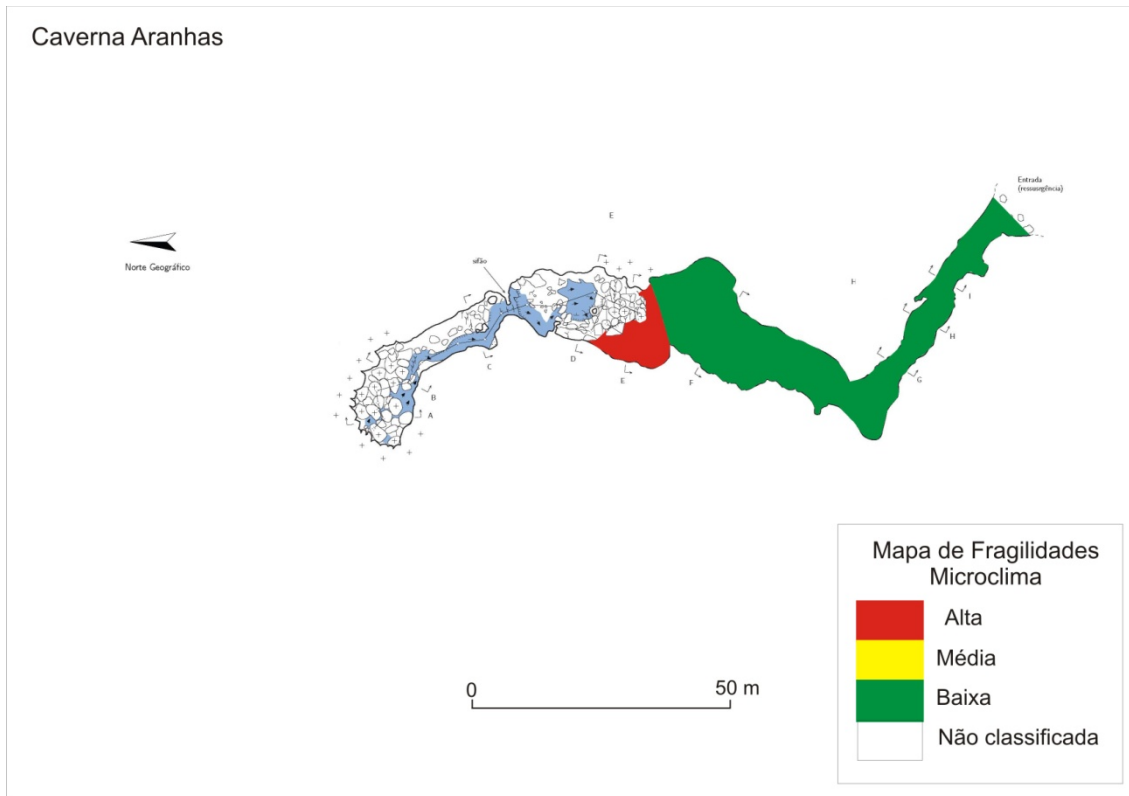 Caverna Aranhas
Entrada
(ressurgência)
E
Norte Geográfico
sifão
H
I
H
G
F
E
D
C
B
A
Mapa de Fragilidades
Microclima
Alta
Média
Baixa
Não classificada
0
50 m